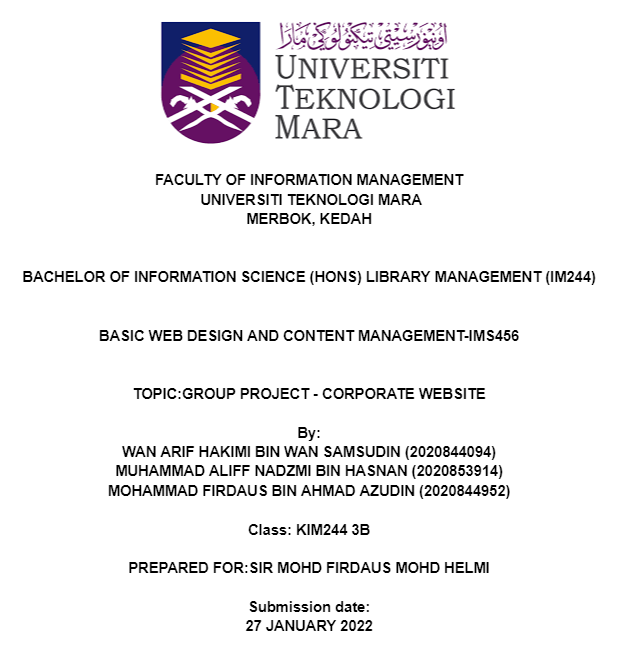 اونيۏرسيتي تيكنولوݢي مارا
UNIVERSITI
TEKNOLOGI
MARA
FACULTY OF INFORMATION MANAGEMENT
UNIVERSITI TEKNOLOGI MARA
MERBOK, KEDAH
BACHELOR OF INFORMATION SCIENCE (HONS) LIBRARY MANAGEMENT (IM244)
BASIC WEB DESIGN AND CONTENT MANAGEMENT-IMS456
TOPIC:GROUP PROJECT - CORPORATE WEBSITE
By:
WAN ARIF HAKIMI BIN WAN SAMSUDIN (2020844094)
MUHAMMAD ALIFF NADZMI BIN HASNAN (2020853914)
MOHAMMAD FIRDAUS BIN AHMAD AZUDIN (2020844952)
Class: KIM244 3B
PREPARED FOR:SIR MOHD FIRDAUS MOHD HELMI
Submission date:
27 JANUARY 2022